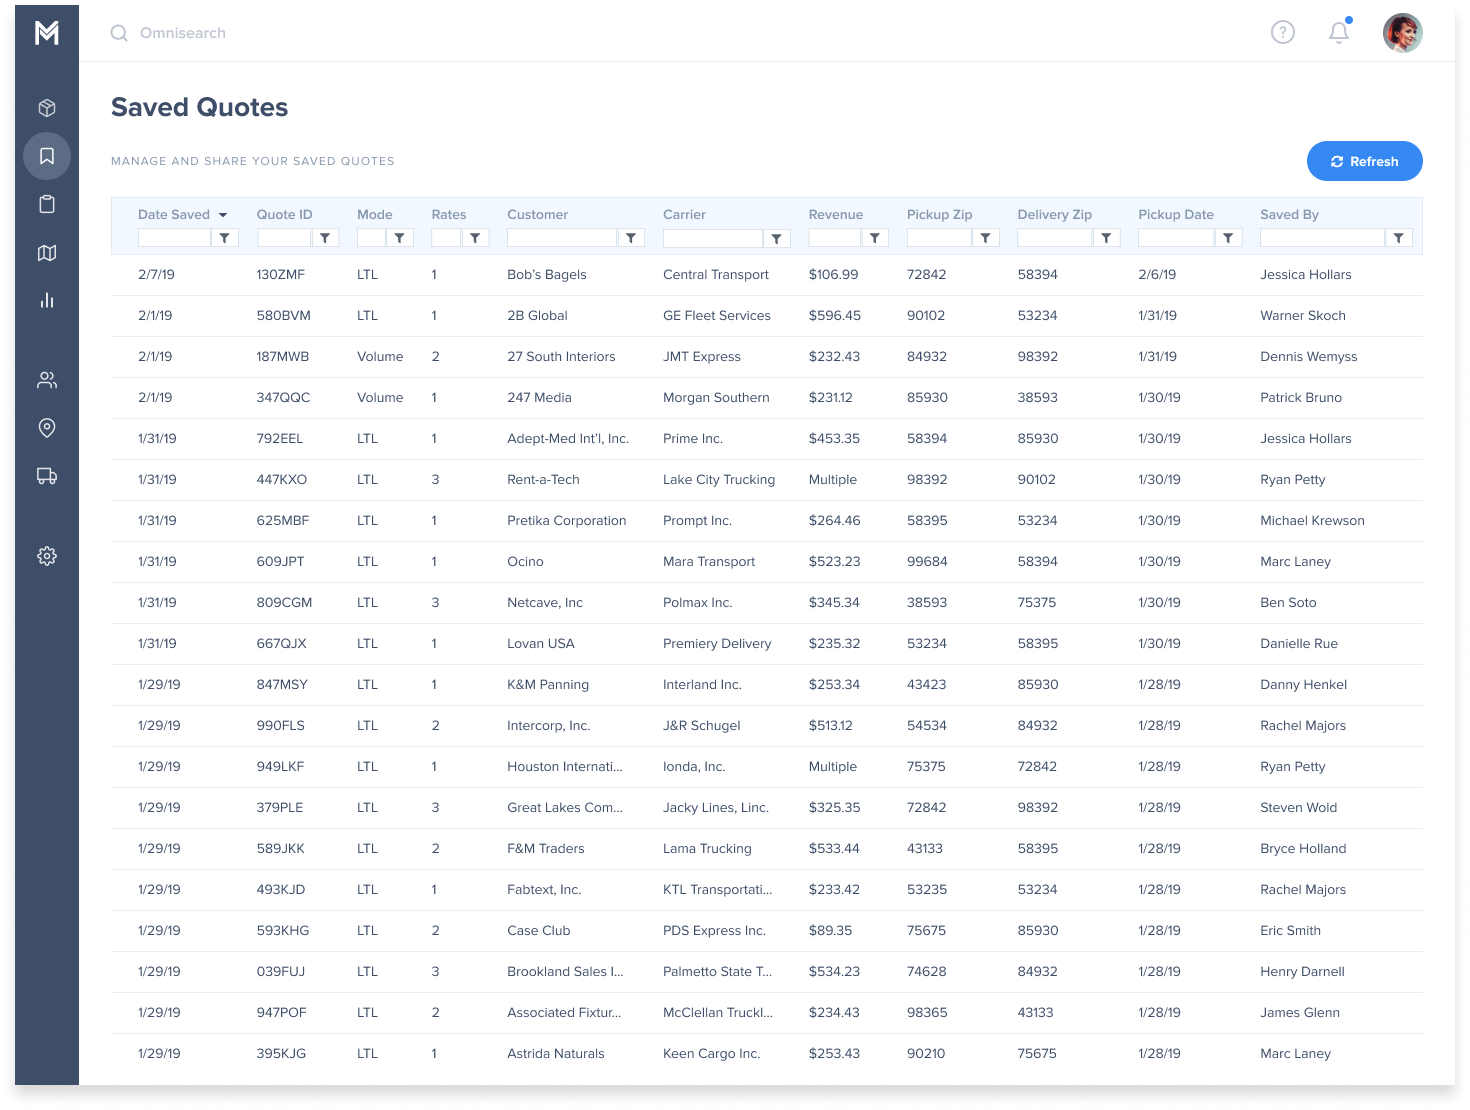 M
Omnisearch
?
Saved Quotes
MANAGE AND SHARE YOUR SAVED QUOTES
Refresh
Date Saved Quote ID Mode Rates Customer Carrier Revenue Pickup Zip Delivery Zip Pickup Date Saved By
2/7/19 130ZMF LTL 1 Bob’s Bagels Central Transport $106.99 72842 58394 2/6/19 Jessica Hollars
2/1/19 580BVM LTL 1 2B Global GE Fleet Services $596.45 90102 53234 1/31/19 Warner Skoch
2/1/19 187MWB Volume 2 27 South Interiors JMT Express $232.43 84932 98392 1/31/19 Dennis Wemyss
2/1/19 347QQC Volume 1 247 Media Morgan Southern $231.12 85930 38593 1/30/19 Patrick Bruno
1/31/19 792EEL LTL 1 Adept-Med Int’l, Inc. Prime Inc. $453.35 58394 85930 1/30/19 Jessica Hollars
1/31/19 447KXO LTL 3 Rent-a-Tech Lake City Trucking Multiple 98392 90102 1/30/19 Ryan Petty
1/31/19 625MBF LTL 1 Pretika Corporation Prompt Inc. $264.46 58395 53234 1/30/19 Michael Krewson
1/31/19 609JPT LTL 1 Ocino Mara Transport $523.23 99684 58394 1/30/19 Marc Laney
1/31/19 809CGM LTL 3 Netcave, Inc Polmax Inc. $345.34 38593 75375 1/30/19 Ben Soto
1/31/19 667QJX LTL 1 Lovan USA Premiery Delivery $235.32 53234 58395 1/30/19 Danielle Rue
1/29/19 847MSY LTL 1 K&M Panning Interland Inc. $253.34 43423 85930 1/28/19 Danny Henkel
1/29/19 990FLS LTL 2 Intercorp, Inc. J&R Schugel $513.12 54534 84932 1/28/19 Rachel Majors
1/29/19 949LKF LTL 1 Houston Internati... Ionda, Inc. Multiple 75375 72842 1/28/19 Ryan Petty
1/29/19 379PLE LTL 3 Great Lakes Com... Jacky Lines, Linc. $325.35 72842 98392 1/28/19 Steven Wold
1/29/19 589JKK LTL 2 F&M Traders Lama Trucking $533.44 43133 58395 1/28/19 Bryce Holland
1/29/19 493KJD LTL 1 Fabtext, Inc. KTL Transportati... $233.42 53235 53234 1/28/19 Rachel Majors
1/29/19 593KHG LTL 2 Case Club PDS Express Inc. $89.35 75675 85930 1/28/19 Eric Smith
1/29/19 039FUJ LTL 3 Brookland Sales I... Palmetto State T... $534.23 74628 84932 1/28/19 Henry Darnell
1/29/19 947POF LTL 2 Associated Fixtur... McClellan Truckl... $234.43 98365 43133 1/28/19 James Glenn
1/29/19 395KJG LTL 1 Astrida Naturals Keen Cargo Inc. $253.43 90210 75675 1/28/19 Marc Laney